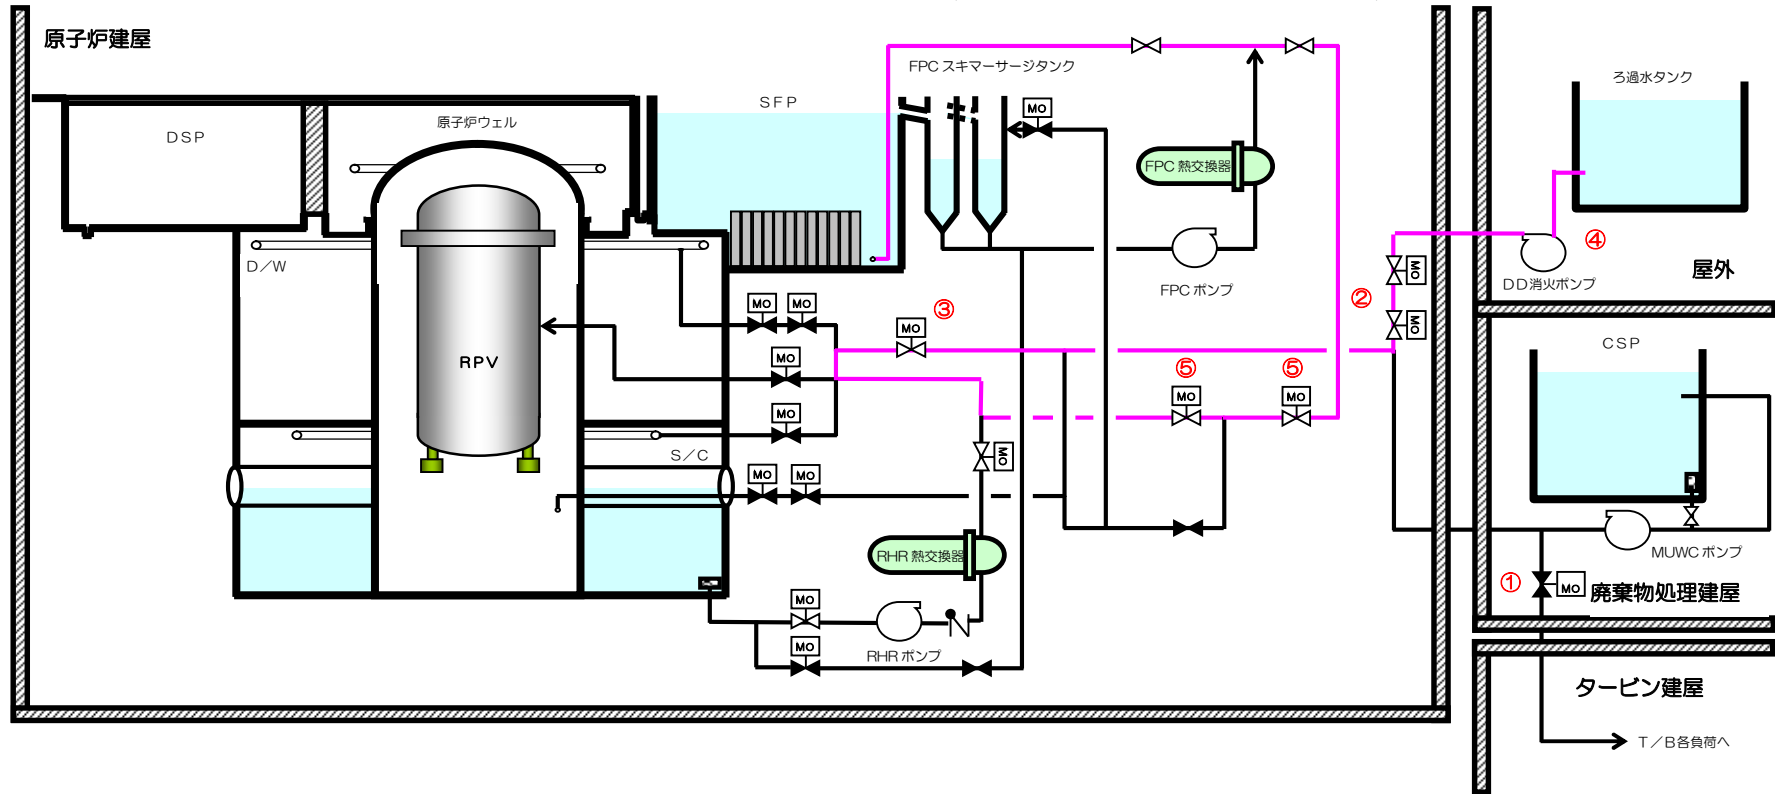 原子炉建屋
DSP
原子炉ウェル
SFP
FPC スキマーサージタンク
MO
FPC 熱交換器
ろ過水タンク
④
DD消火ポンプ
屋外
D/W
FPC ポンプ
②
MO
MO
③
MO
MO
MO
RPV
MO
MO
S/C
⑤
MO
⑤
MO
CSP
MO
MO
MO
RHR 熱交換器
MUWC ポンプ
①
MO
廃棄物処理建屋
MO
RHR ポンプ
MO
タービン建屋
T/B各負荷へ